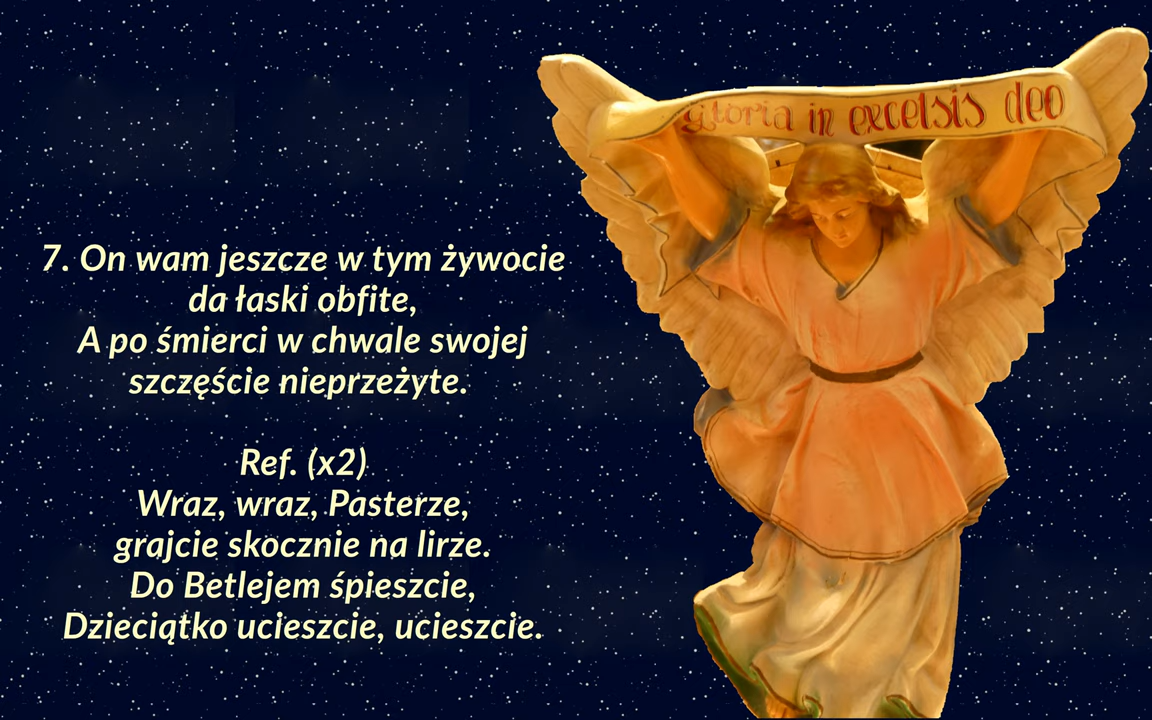 gloria in excelsis deo
7. On wam jeszcze w tym żywocie
da łaski obfite,
A po śmierci w chwale swojej
szczęście nieprzeżyte.
Ref. (x2)
Wraz, wraz, Pasterze,
grajcie skocznie na lirze.
Do Betlejem śpieszcie,
Dzieciątko ucieszcie, ucieszcie.